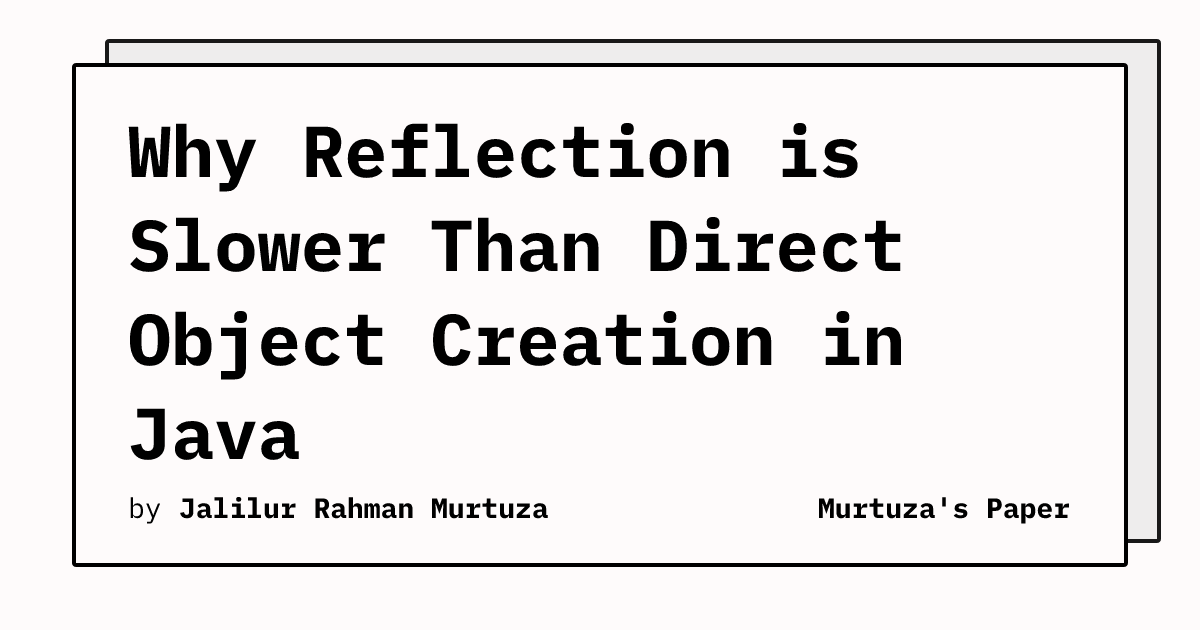 Why Reflection is
Slower Than Direct
Object Creation in
Java
by Jalilur Rahman Murtuza
Murtuza's Paper